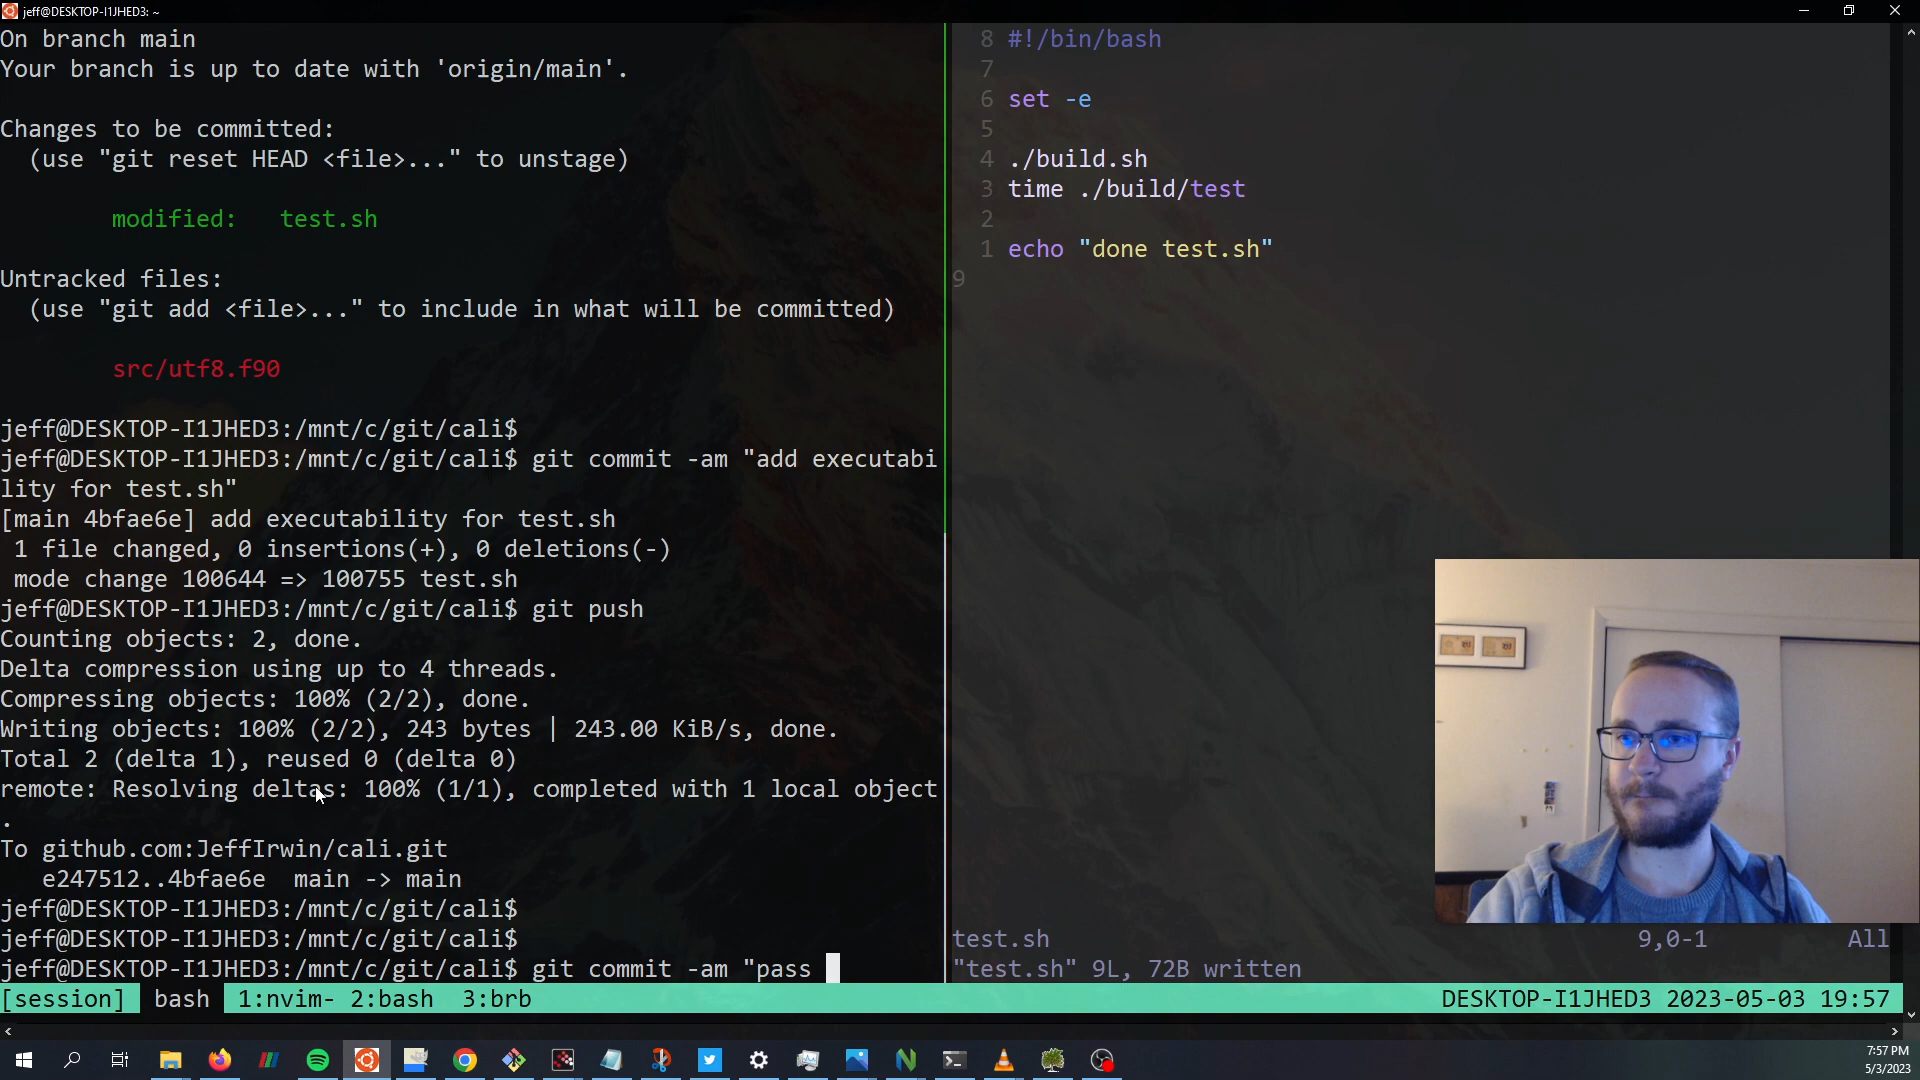 jeff@DESKTOP-I1JHED3: ~
On branch main
Your branch is up to date with 'origin/main'.
Changes to be committed:
  (use "git reset HEAD <file>..." to unstage)
        modified:   test.sh
Untracked files:
  (use "git add <file>..." to include in what will be committed)
        src/utf8.f90
jeff@DESKTOP-I1JHED3:/mnt/c/git/cali$
jeff@DESKTOP-I1JHED3:/mnt/c/git/cali$ git commit -am "add executabi
lity for test.sh"
[main 4bfae6e] add executability for test.sh
 1 file changed, 0 insertions(+), 0 deletions(-)
 mode change 100644 => 100755 test.sh
jeff@DESKTOP-I1JHED3:/mnt/c/git/cali$ git push
Counting objects: 2, done.
Delta compression using up to 4 threads.
Compressing objects: 100% (2/2), done.
Writing objects: 100% (2/2), 243 bytes | 243.00 KiB/s, done.
Total 2 (delta 1), reused 0 (delta 0)
remote: Resolving deltas: 100% (1/1), completed with 1 local object
.
To github.com:JeffIrwin/cali.git
   e247512..4bfae6e  main -> main
jeff@DESKTOP-I1JHED3:/mnt/c/git/cali$
jeff@DESKTOP-I1JHED3:/mnt/c/git/cali$
jeff@DESKTOP-I1JHED3:/mnt/c/git/cali$ git commit -am "pass
8 #!/bin/bash
7
6 set -e
5
4 ./build.sh
3 time ./build/test
2
1 echo "done test.sh"
9
test.sh 9,0-1 All
"test.sh" 9L, 72B written
[session] bash 1:nvim- 2:bash  3:brb DESKTOP-I1JHED3 2023-05-03 19:57
7:57 PM
5/3/2023